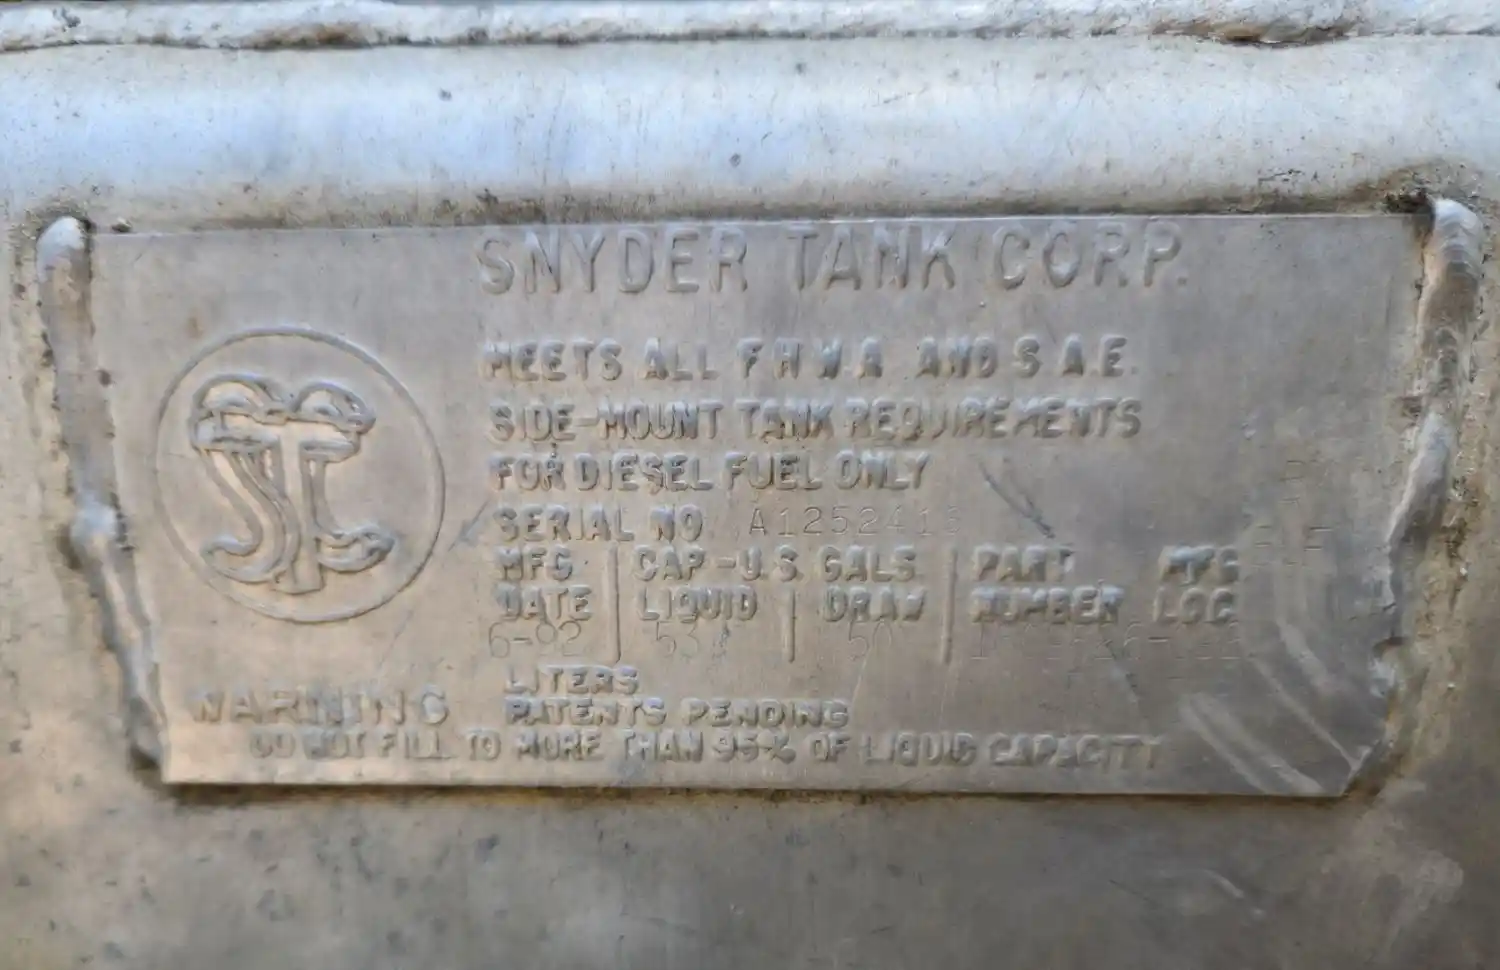 SNYDER TANK CORP.
MEETS ALL F H W A AND S A E.
SIDE-MOUNT TANK REQUIREMENTS
FOR DIESEL FUEL ONLY
SERIAL NO
MFG CAP-U.S. GALS. PART MFG
DATE LIQUID DRAW NUMBER LOC
6-92 50
LITERS
WARNING PATENTS PENDING
DO NOT FILL TO MORE THAN 95% OF LIQUID CAPACITY